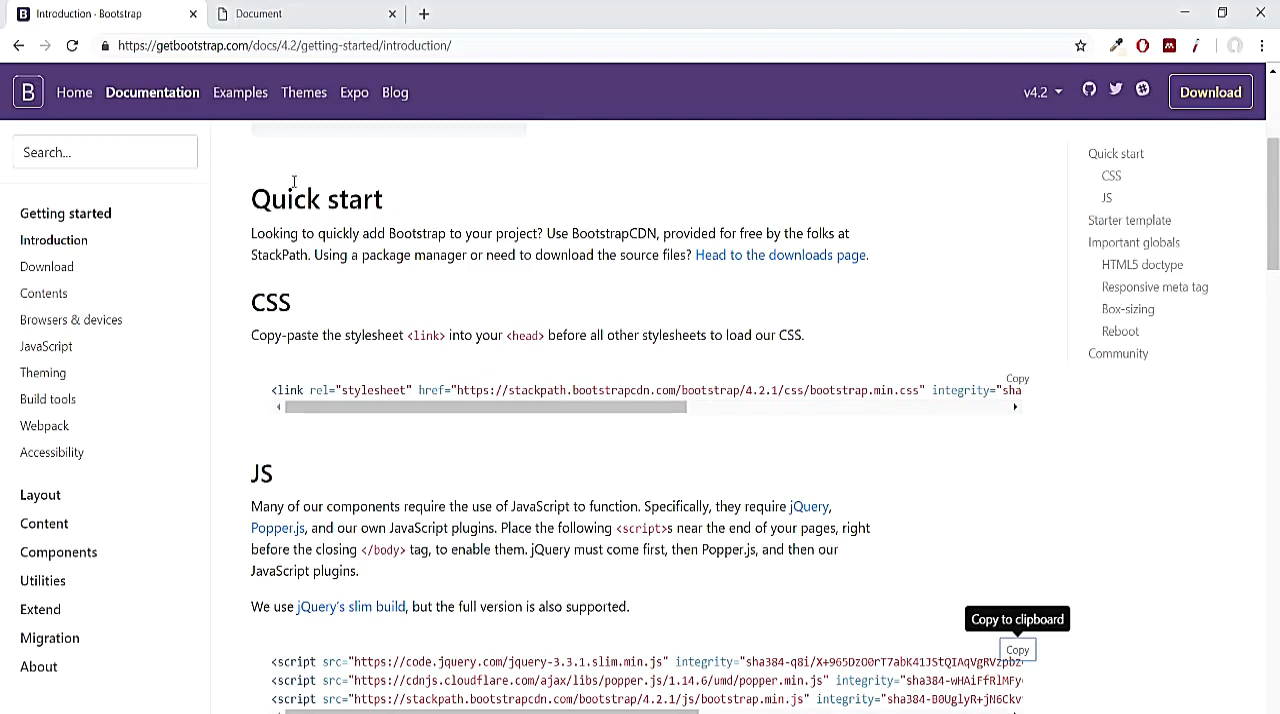 Introduction · Bootstrap
Document
https://getbootstrap.com/docs/4.2/getting-started/introduction/
B Home Documentation Examples Themes Expo Blog v4.2 Download
Search...
Getting started
Introduction
Download
Contents
Browsers & devices
JavaScript
Theming
Build tools
Webpack
Accessibility
Layout
Content
Components
Utilities
Extend
Migration
About
Quick start
Looking to quickly add Bootstrap to your project? Use BootstrapCDN, provided for free by the folks at
StackPath. Using a package manager or need to download the source files? Head to the downloads page.
CSS
Copy-paste the stylesheet <link> into your <head> before all other stylesheets to load our CSS.
Copy
<link rel="stylesheet" href="https://stackpath.bootstrapcdn.com/bootstrap/4.2.1/css/bootstrap.min.css" integrity="sha
JS
Many of our components require the use of JavaScript to function. Specifically, they require jQuery,
Popper.js, and our own JavaScript plugins. Place the following <script>s near the end of your pages, right
before the closing </body> tag, to enable them. jQuery must come first, then Popper.js, and then our
JavaScript plugins.
We use jQuery's slim build, but the full version is also supported.
Copy to clipboard
Copy
<script src="https://code.jquery.com/jquery-3.3.1.slim.min.js" integrity="sha384-q8i/X+965DzO0rT7abK41JStQIAqVgRVzpbz
<script src="https://cdnjs.cloudflare.com/ajax/libs/popper.js/1.14.6/umd/popper.min.js" integrity="sha384-wHAiFfRlMFy
<script src="https://stackpath.bootstrapcdn.com/bootstrap/4.2.1/js/bootstrap.min.js" integrity="sha384-B0UglyR+jN6Ckv
Quick start
CSS
JS
Starter template
Important globals
HTML5 doctype
Responsive meta tag
Box-sizing
Reboot
Community